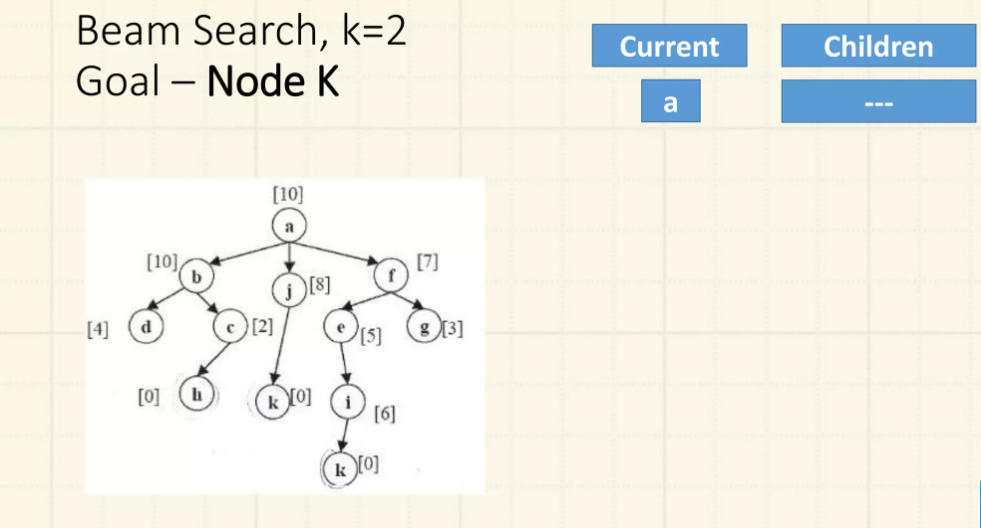 Beam Search, k=2
Goal – Node K
Current Children
a ---
[10]
a
[10] b j [8] f [7]
[4] d c [2] e [5] g [3]
[0] h k [0] i [6]
k [0]